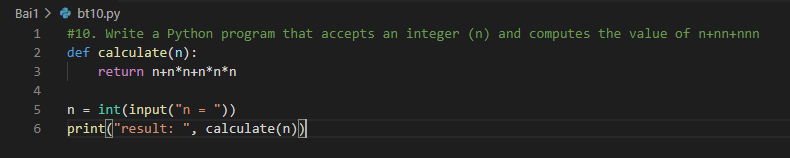 Bai1 > bt10.py
1 #10. Write a Python program that accepts an integer (n) and computes the value of n+nn+nnn
2 def calculate(n):
3     return n+n*n+n*n*n
4
5 n = int(input("n = "))
6 print("result: ", calculate(n))